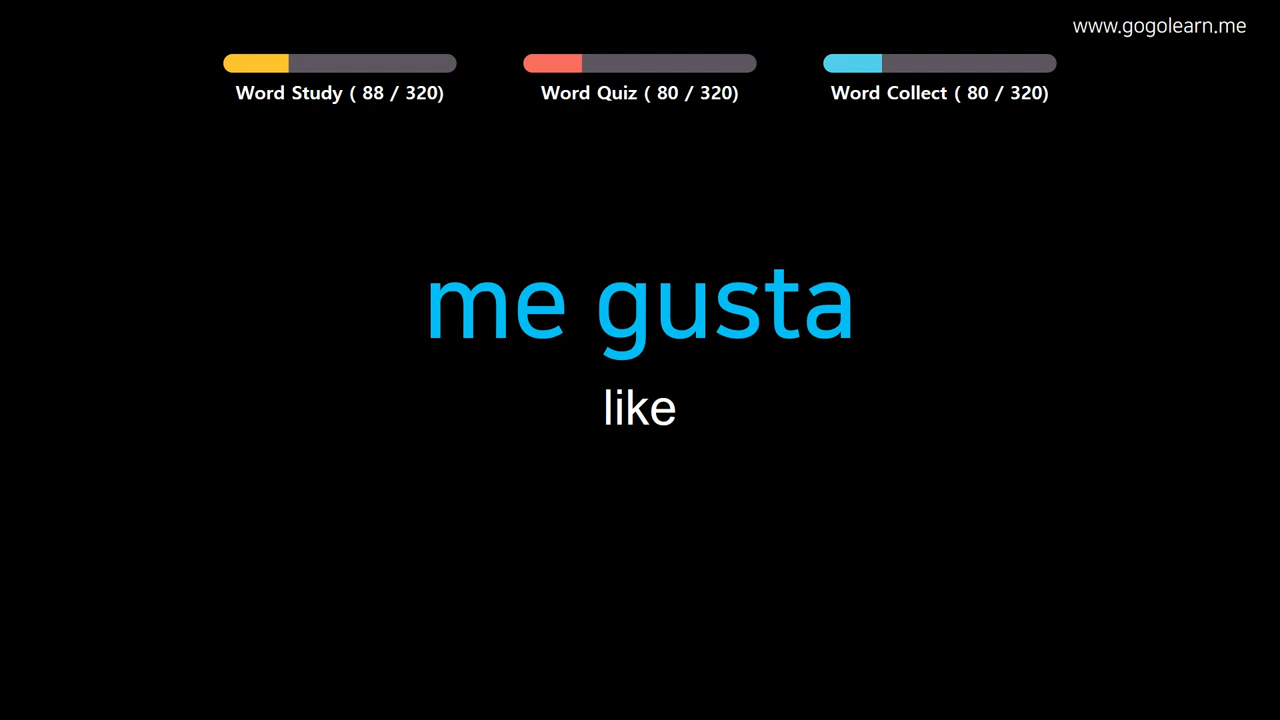 www.gogolearn.me
Word Study ( 88 / 320)
Word Quiz ( 80 / 320)
Word Collect ( 80 / 320)
me gusta
like